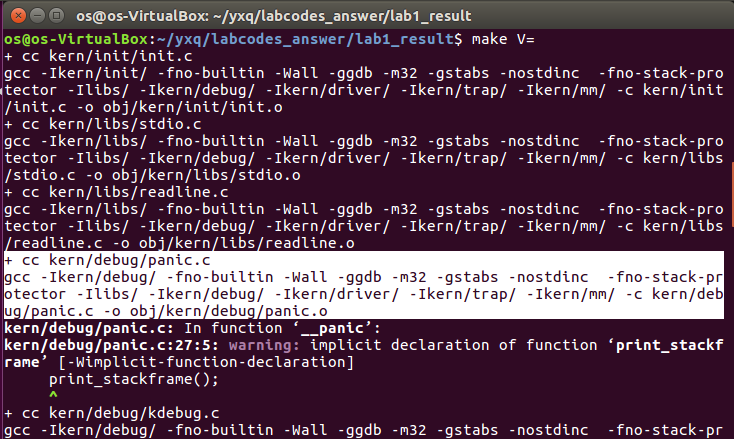 os@os-VirtualBox: ~/yxq/labcodes_answer/lab1_result
os@os-VirtualBox:~/yxq/labcodes_answer/lab1_result$ make V=
+ cc kern/init/init.c
gcc -Ikern/init/ -fno-builtin -Wall -ggdb -m32 -gstabs -nostdinc  -fno-stack-pro
tector -Ilibs/ -Ikern/debug/ -Ikern/driver/ -Ikern/trap/ -Ikern/mm/ -c kern/init
/init.c -o obj/kern/init/init.o
+ cc kern/libs/stdio.c
gcc -Ikern/libs/ -fno-builtin -Wall -ggdb -m32 -gstabs -nostdinc  -fno-stack-pro
tector -Ilibs/ -Ikern/debug/ -Ikern/driver/ -Ikern/trap/ -Ikern/mm/ -c kern/libs
/stdio.c -o obj/kern/libs/stdio.o
+ cc kern/libs/readline.c
gcc -Ikern/libs/ -fno-builtin -Wall -ggdb -m32 -gstabs -nostdinc  -fno-stack-pro
tector -Ilibs/ -Ikern/debug/ -Ikern/driver/ -Ikern/trap/ -Ikern/mm/ -c kern/libs
/readline.c -o obj/kern/libs/readline.o
+ cc kern/debug/panic.c
gcc -Ikern/debug/ -fno-builtin -Wall -ggdb -m32 -gstabs -nostdinc  -fno-stack-pr
otector -Ilibs/ -Ikern/debug/ -Ikern/driver/ -Ikern/trap/ -Ikern/mm/ -c kern/deb
ug/panic.c -o obj/kern/debug/panic.o
kern/debug/panic.c: In function ‘__panic’:
kern/debug/panic.c:27:5: warning: implicit declaration of function ‘print_stackf
rame’ [-Wimplicit-function-declaration]
     print_stackframe();
     ^
+ cc kern/debug/kdebug.c
gcc -Ikern/debug/ -fno-builtin -Wall -ggdb -m32 -gstabs -nostdinc  -fno-stack-pr